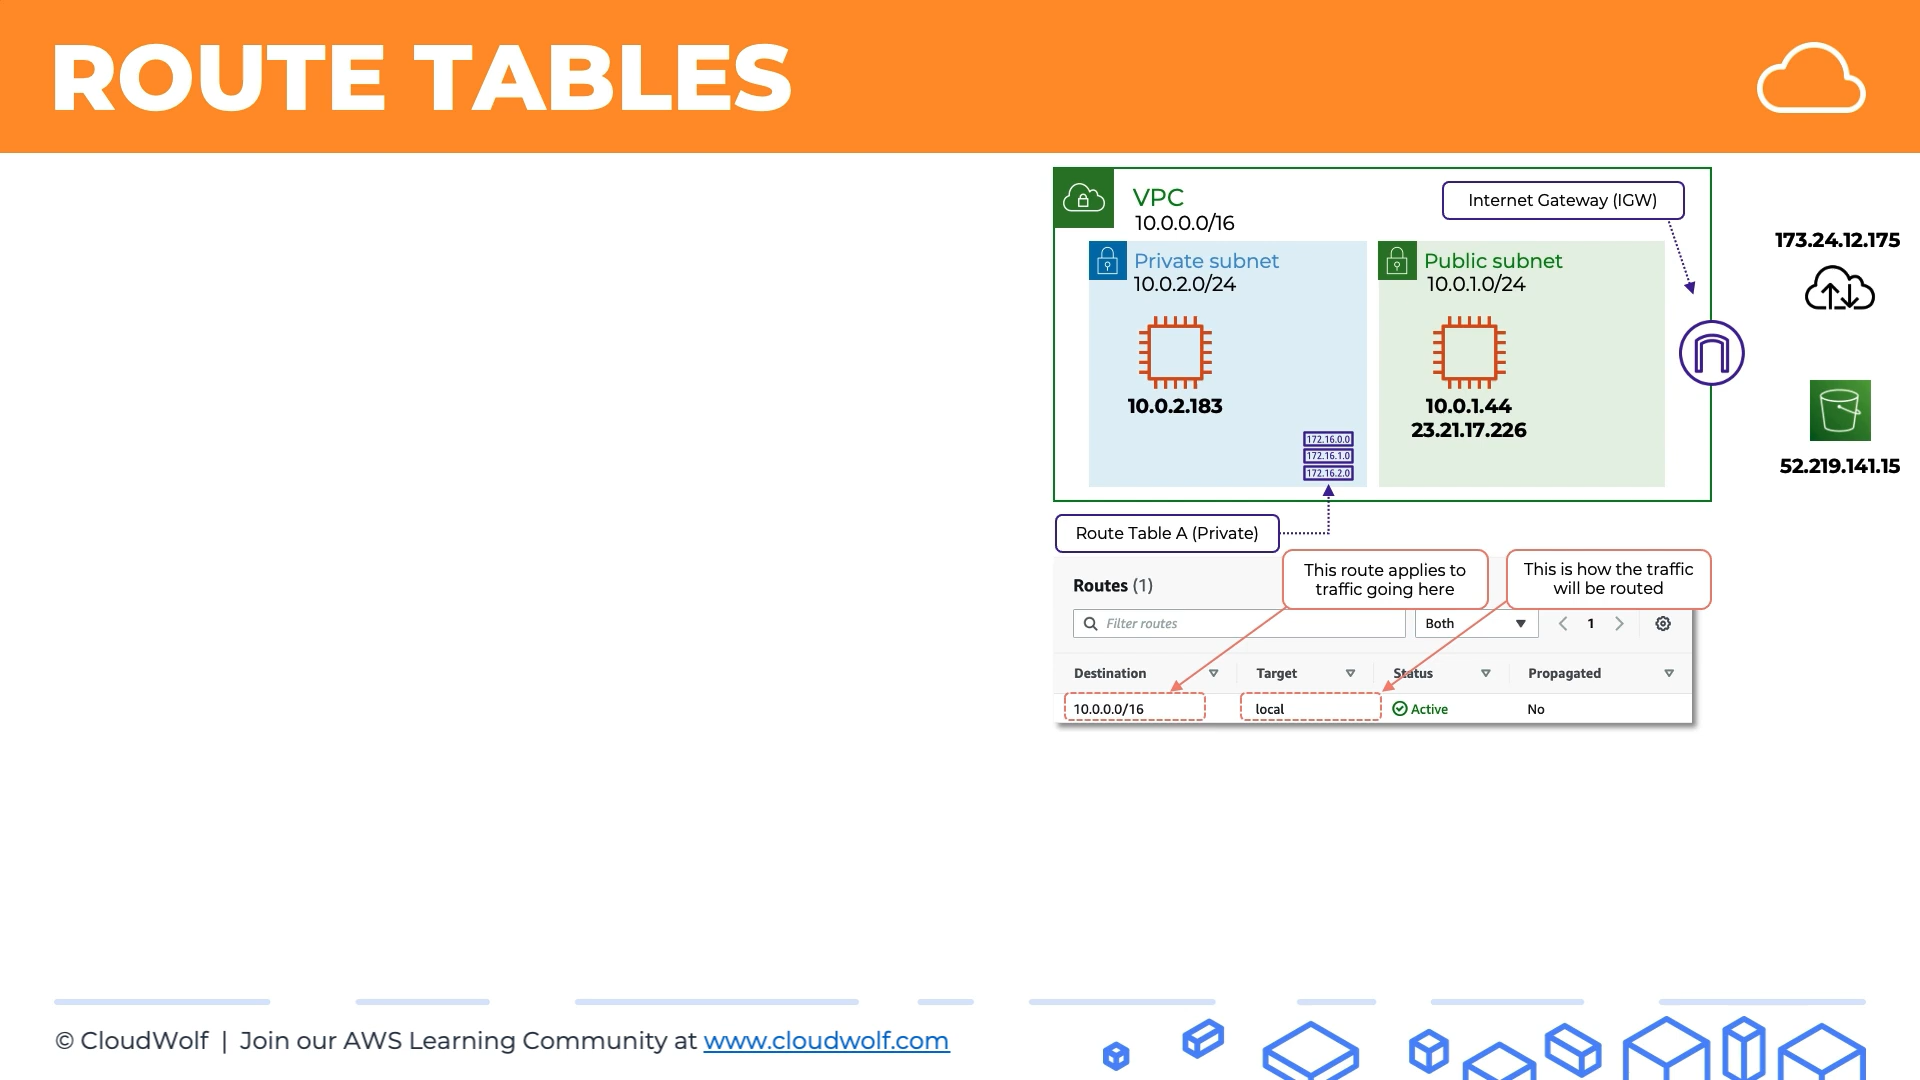 ROUTE TABLES
VPC
10.0.0.0/16
Internet Gateway (IGW)
173.24.12.175
Private subnet
10.0.2.0/24
Public subnet
10.0.1.0/24
10.0.2.183
10.0.1.44
23.21.17.226
172.16.0.0
172.16.1.0
172.16.2.0
52.219.141.15
Route Table A (Private)
This route applies to
traffic going here
This is how the traffic
will be routed
Routes (1)
Filter routes
Both
1
Destination Target Status Propagated
10.0.0.0/16 local Active No
© CloudWolf | Join our AWS Learning Community at www.cloudwolf.com